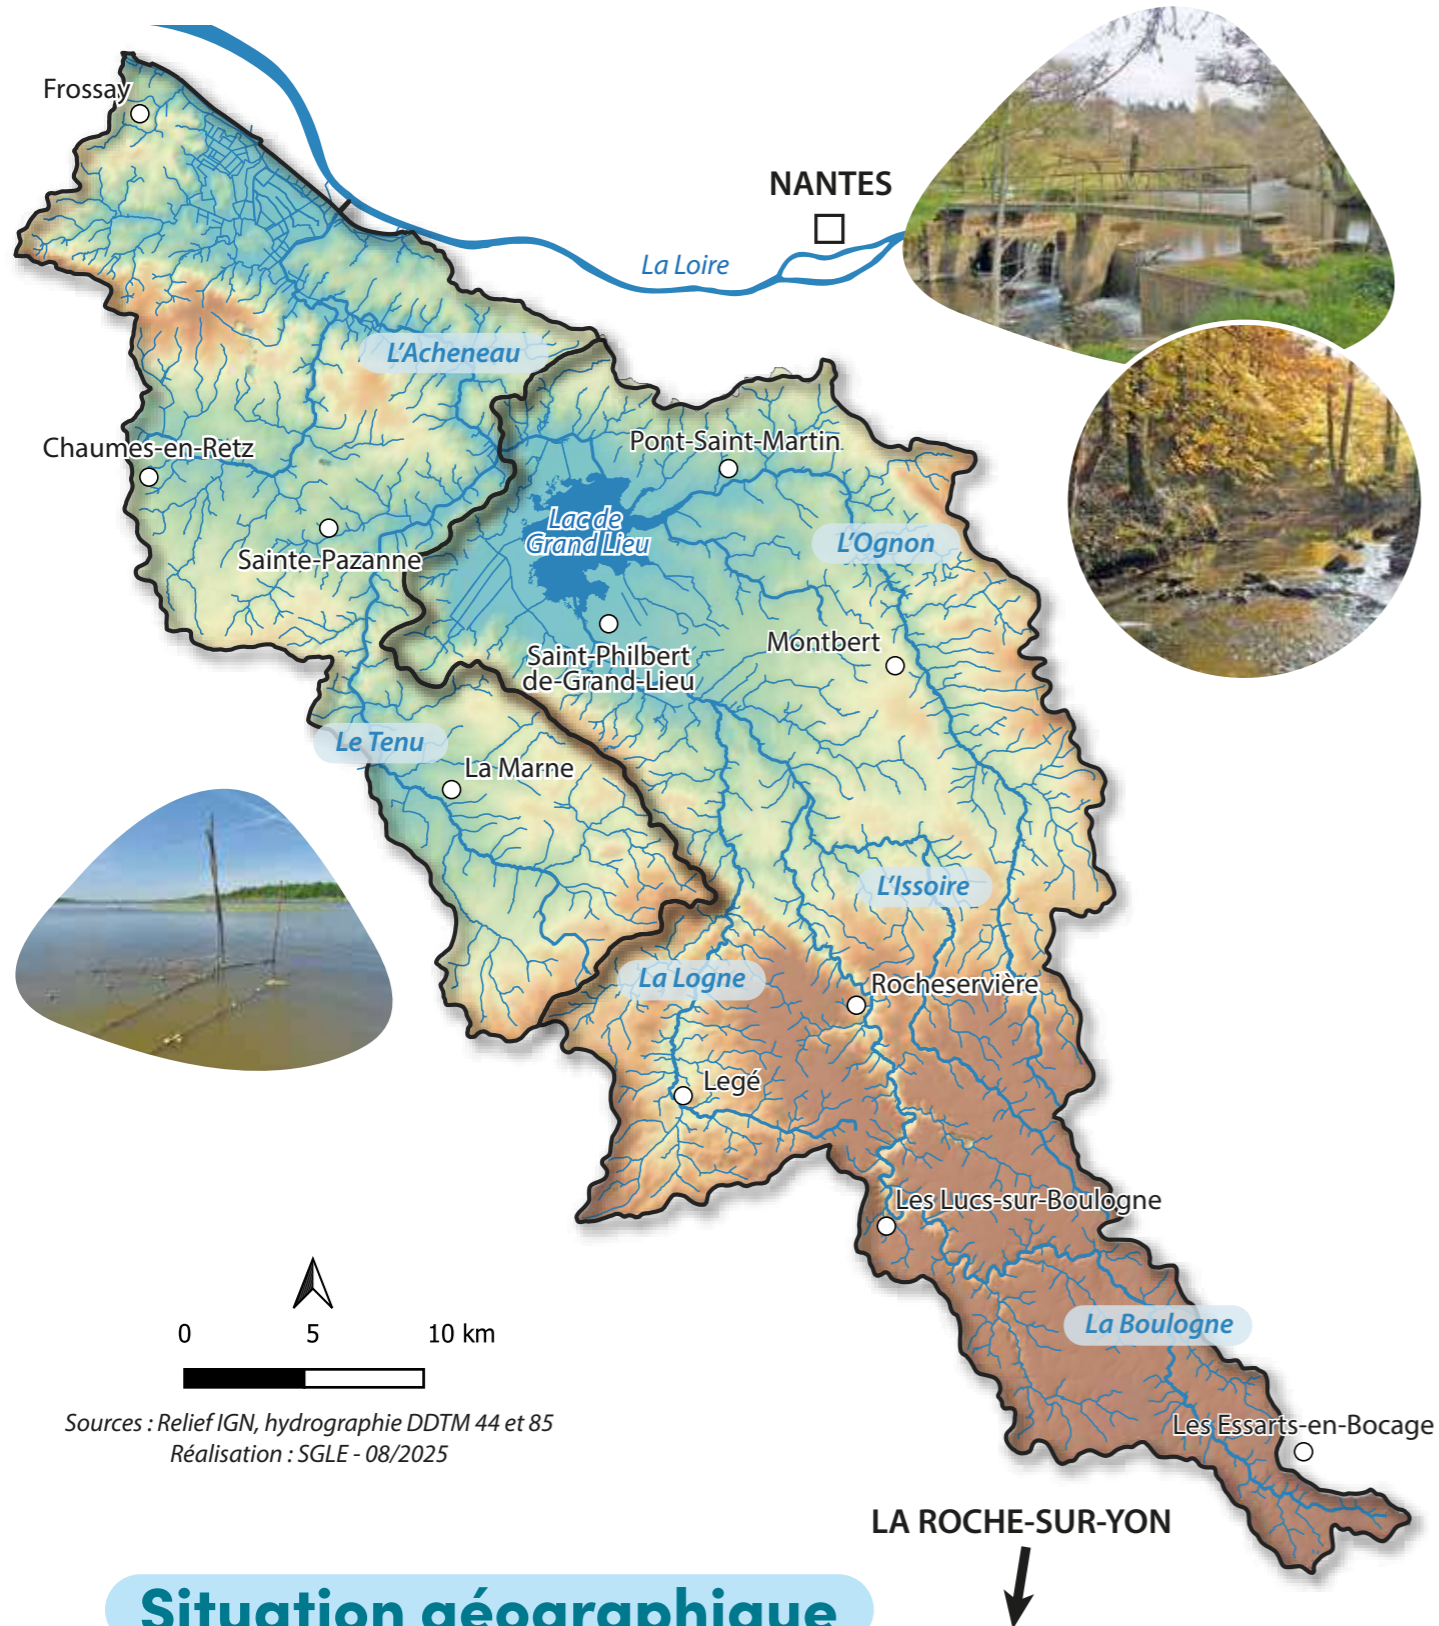 Frossay
NANTES
La Loire
L'Acheneau
Chaumes-en-Retz
Pont-Saint-Martin
Lac de
Grand Lieu
L'Ognon
Sainte-Pazanne
Montbert
Saint-Philbert
de-Grand-Lieu
Le Tenu
La Marne
L'Issoire
La Logne
Rocheservière
Legé
Les Lucs-sur-Boulogne
La Boulogne
0 5 10 km
Sources : Relief IGN, hydrographie DDTM 44 et 85
Réalisation : SGLE - 08/2025
Les Essarts-en-Bocage
LA ROCHE-SUR-YON
Situation géographique